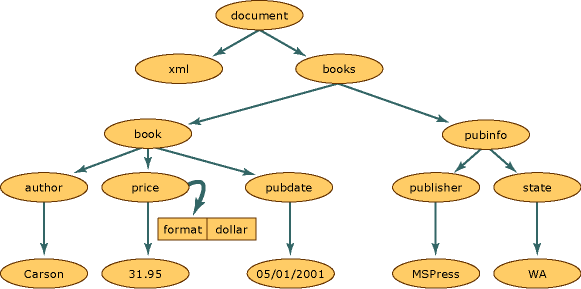 document
xml
books
book
pubinfo
author
price
pubdate
publisher
state
format dollar
Carson
31.95
05/01/2001
MSPress
WA